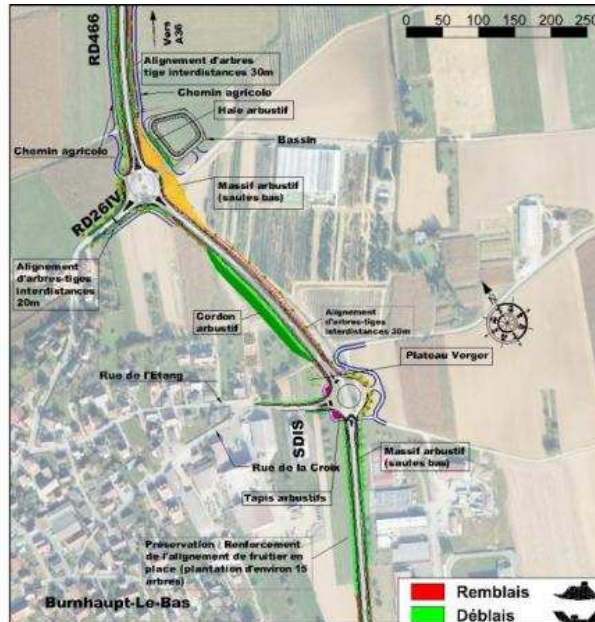 RD466
Vers
A36
0 50 100 150 200 250
Alignement d'arbres
tige interdistances 30m
Chemin agricolo
Haie arbustif
Chemin agricolo
Bassin
Massif arbustif
(saules bas)
RD26IV
Alignement
d'arbres-tiges
interdistances
20m
Cordon
arbustif
Alignement
d'arbres-tiges
interdistances 30m
N
Plateau Verger
Rue de l'Etang
SDIS
Rue de la Croix
Massif arbustif
(saules bas)
Tapis arbustifs
Préservation / Renforcement
de l'alignement de fruitier en
place (plantation d'environ 15
arbres)
Burnhaupt-Le-Bas
Remblais
Déblais